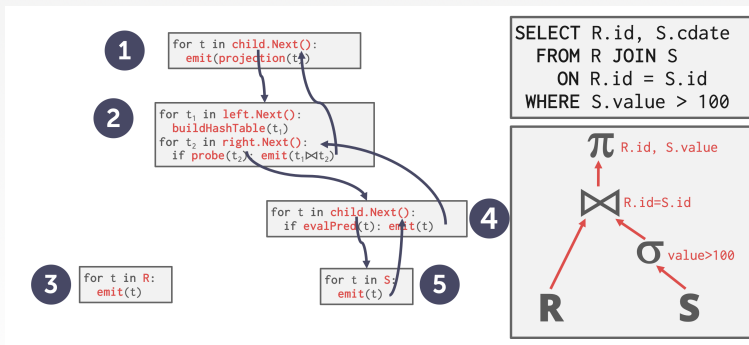 1
for t in child.Next():
emit(projection(t))
2
for t₁ in left.Next():
buildHashTable(t₁)
for t₂ in right.Next():
if probe(t₂): emit(t₁⨝t₂)
for t in child.Next():
if evalPred(t): emit(t)
4
3
for t in R:
emit(t)
for t in S:
emit(t)
5
SELECT R.id, S.cdate
FROM R JOIN S
ON R.id = S.id
WHERE S.value > 100
π R.id, S.value
⨝ R.id=S.id
σ value>100
R S